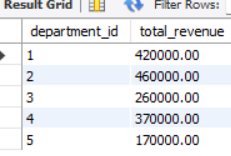 Result Grid Filter Rows:
department_id total_revenue
1 420000.00
2 460000.00
3 260000.00
4 370000.00
5 170000.00